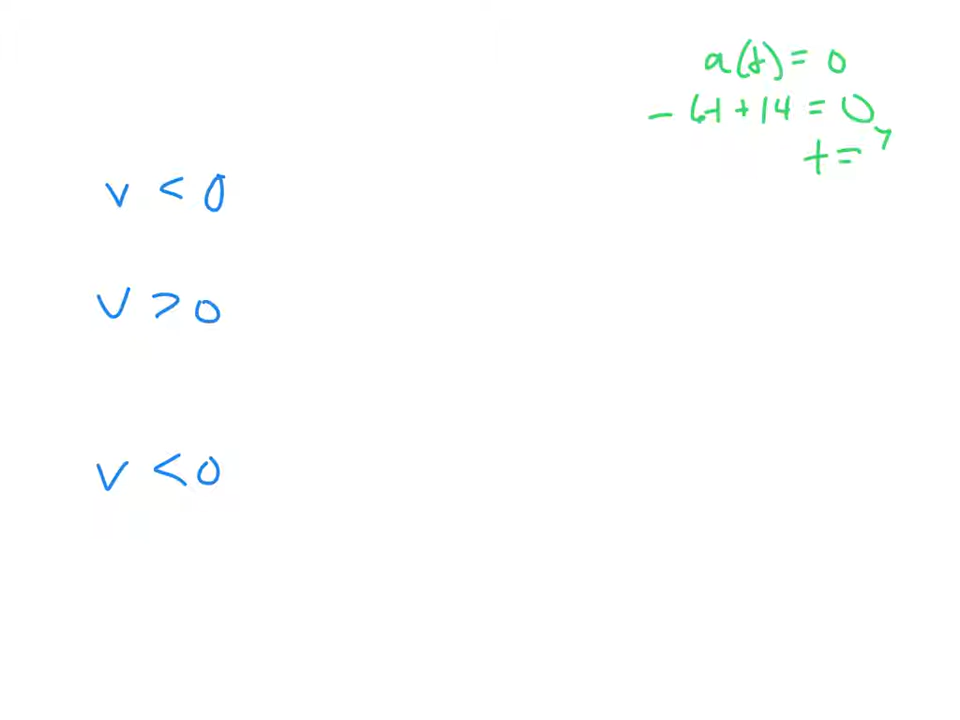 a(t) = 0
- 6t + 14 = 0
t = 7
v < 0
v > 0
v < 0